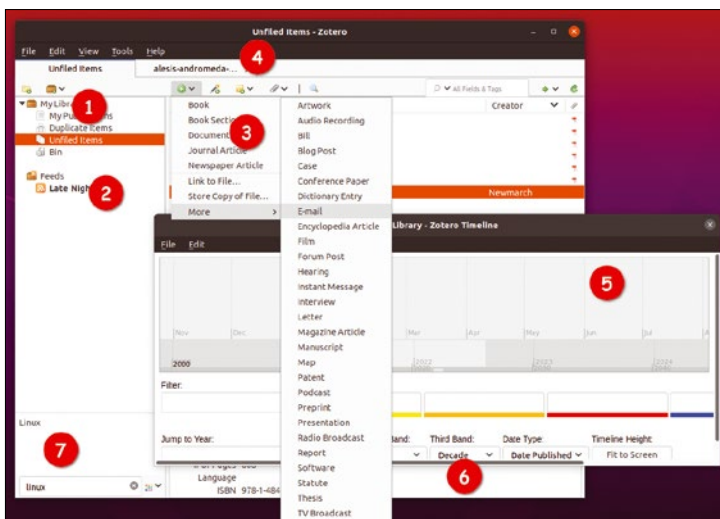 Unfiled Items - Zotero
File Edit View Tools Help
Unfiled Items
alesis-andromeda-...
4
All Fields & Tags
1
My Library
My Pu
Items
Duplicate Items
Unfiled Items
Bin
Feeds
Late Nigh
2
Book
Book Section
Document
Journal Article
Newspaper Article
Link to File...
Store Copy of File...
More
3
Artwork
Audio Recording
Bill
Blog Post
Case
Conference Paper
Dictionary Entry
E-mail
Encyclopedia Article
Film
Forum Post
Hearing
Instant Message
Interview
Letter
Magazine Article
Manuscript
Map
Patent
Podcast
Preprint
Presentation
Radio Broadcast
Report
Software
Statute
Thesis
TV Broadcast
Creator
Newmarch
Library - Zotero Timeline
File Edit
5
Nov Dec Mar Apr May Jun Jul A
2000 2022 2023 2024
Filter:
Jump to Year: Band: Third Band: Date Type: Timeline Height:
Decade Date Published Fit to Screen
6
Linux
7
linux
Language
ISBN 978-1-484